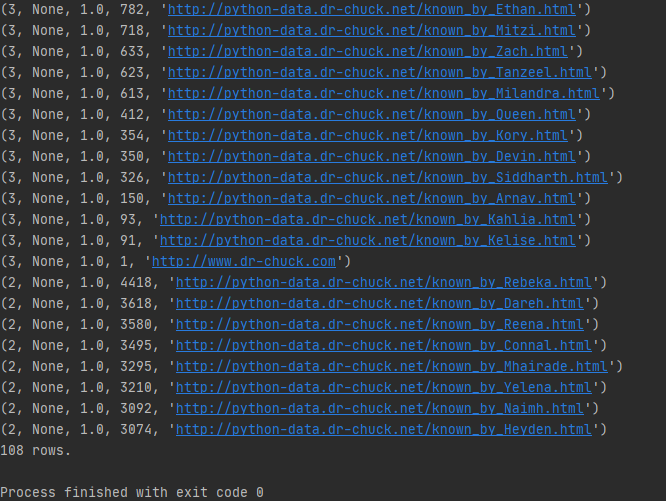 (3, None, 1.0, 782, 'http://python-data.dr-chuck.net/known_by_Ethan.html')
(3, None, 1.0, 718, 'http://python-data.dr-chuck.net/known_by_Mitzi.html')
(3, None, 1.0, 633, 'http://python-data.dr-chuck.net/known_by_Zach.html')
(3, None, 1.0, 623, 'http://python-data.dr-chuck.net/known_by_Tanzeel.html')
(3, None, 1.0, 613, 'http://python-data.dr-chuck.net/known_by_Milandra.html')
(3, None, 1.0, 412, 'http://python-data.dr-chuck.net/known_by_Queen.html')
(3, None, 1.0, 354, 'http://python-data.dr-chuck.net/known_by_Kory.html')
(3, None, 1.0, 350, 'http://python-data.dr-chuck.net/known_by_Devin.html')
(3, None, 1.0, 326, 'http://python-data.dr-chuck.net/known_by_Siddharth.html')
(3, None, 1.0, 150, 'http://python-data.dr-chuck.net/known_by_Arnav.html')
(3, None, 1.0, 93, 'http://python-data.dr-chuck.net/known_by_Kahlia.html')
(3, None, 1.0, 91, 'http://python-data.dr-chuck.net/known_by_Kelise.html')
(3, None, 1.0, 1, 'http://www.dr-chuck.com')
(2, None, 1.0, 4418, 'http://python-data.dr-chuck.net/known_by_Rebeka.html')
(2, None, 1.0, 3618, 'http://python-data.dr-chuck.net/known_by_Dareh.html')
(2, None, 1.0, 3580, 'http://python-data.dr-chuck.net/known_by_Reena.html')
(2, None, 1.0, 3495, 'http://python-data.dr-chuck.net/known_by_Connal.html')
(2, None, 1.0, 3295, 'http://python-data.dr-chuck.net/known_by_Mhairade.html')
(2, None, 1.0, 3210, 'http://python-data.dr-chuck.net/known_by_Yelena.html')
(2, None, 1.0, 3092, 'http://python-data.dr-chuck.net/known_by_Naimh.html')
(2, None, 1.0, 3074, 'http://python-data.dr-chuck.net/known_by_Heyden.html')
108 rows.
Process finished with exit code 0